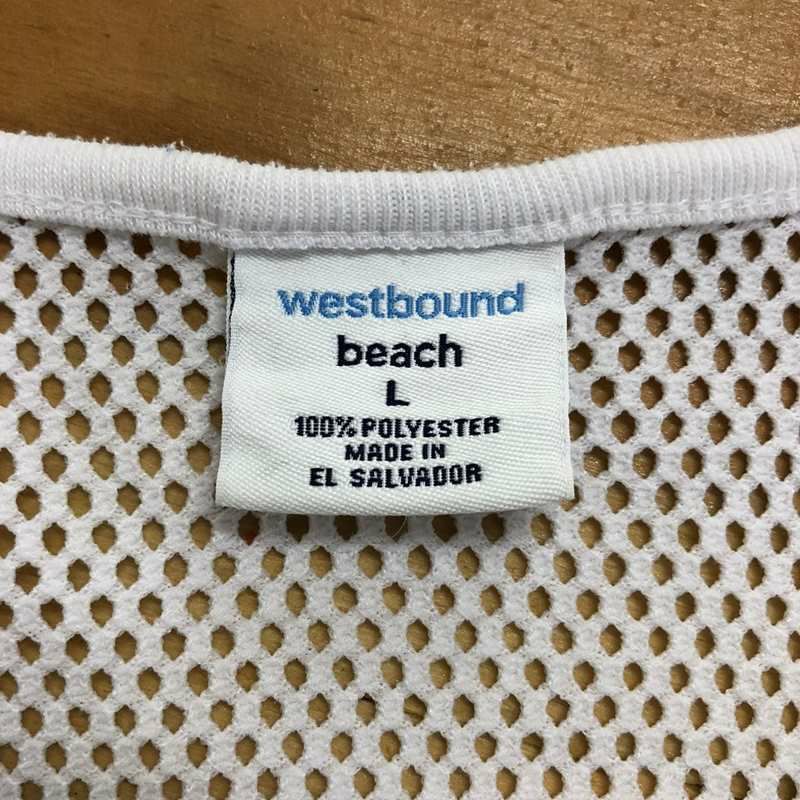 westbound
beach
L
100% POLYESTER
MADE IN
EL SALVADOR